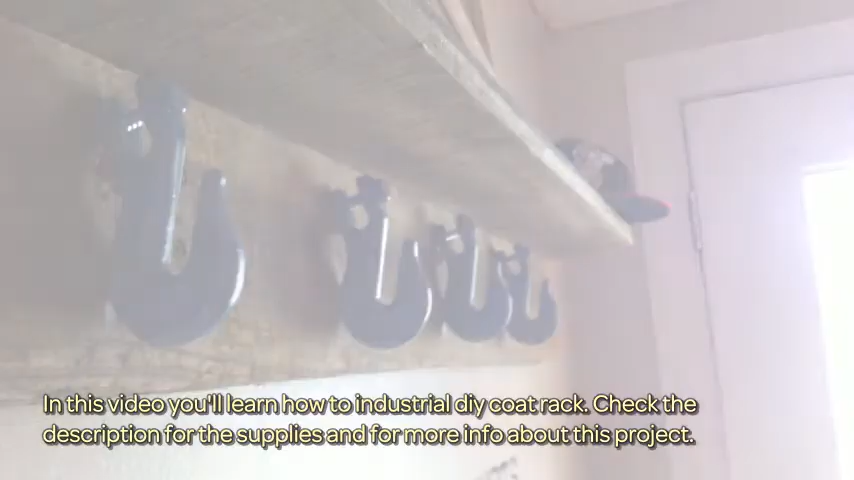 In this video you'll learn how to industrial diy coat rack. Check the
description for the supplies and for more info about this project.